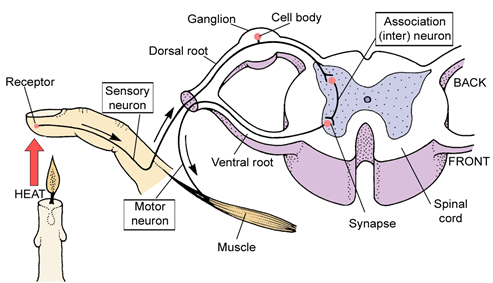 Ganglion
Cell body
Association
(inter) neuron
Dorsal root
Receptor
Sensory
neuron
BACK
Ventral root
FRONT
HEAT
Motor
neuron
Spinal
cord
Synapse
Muscle